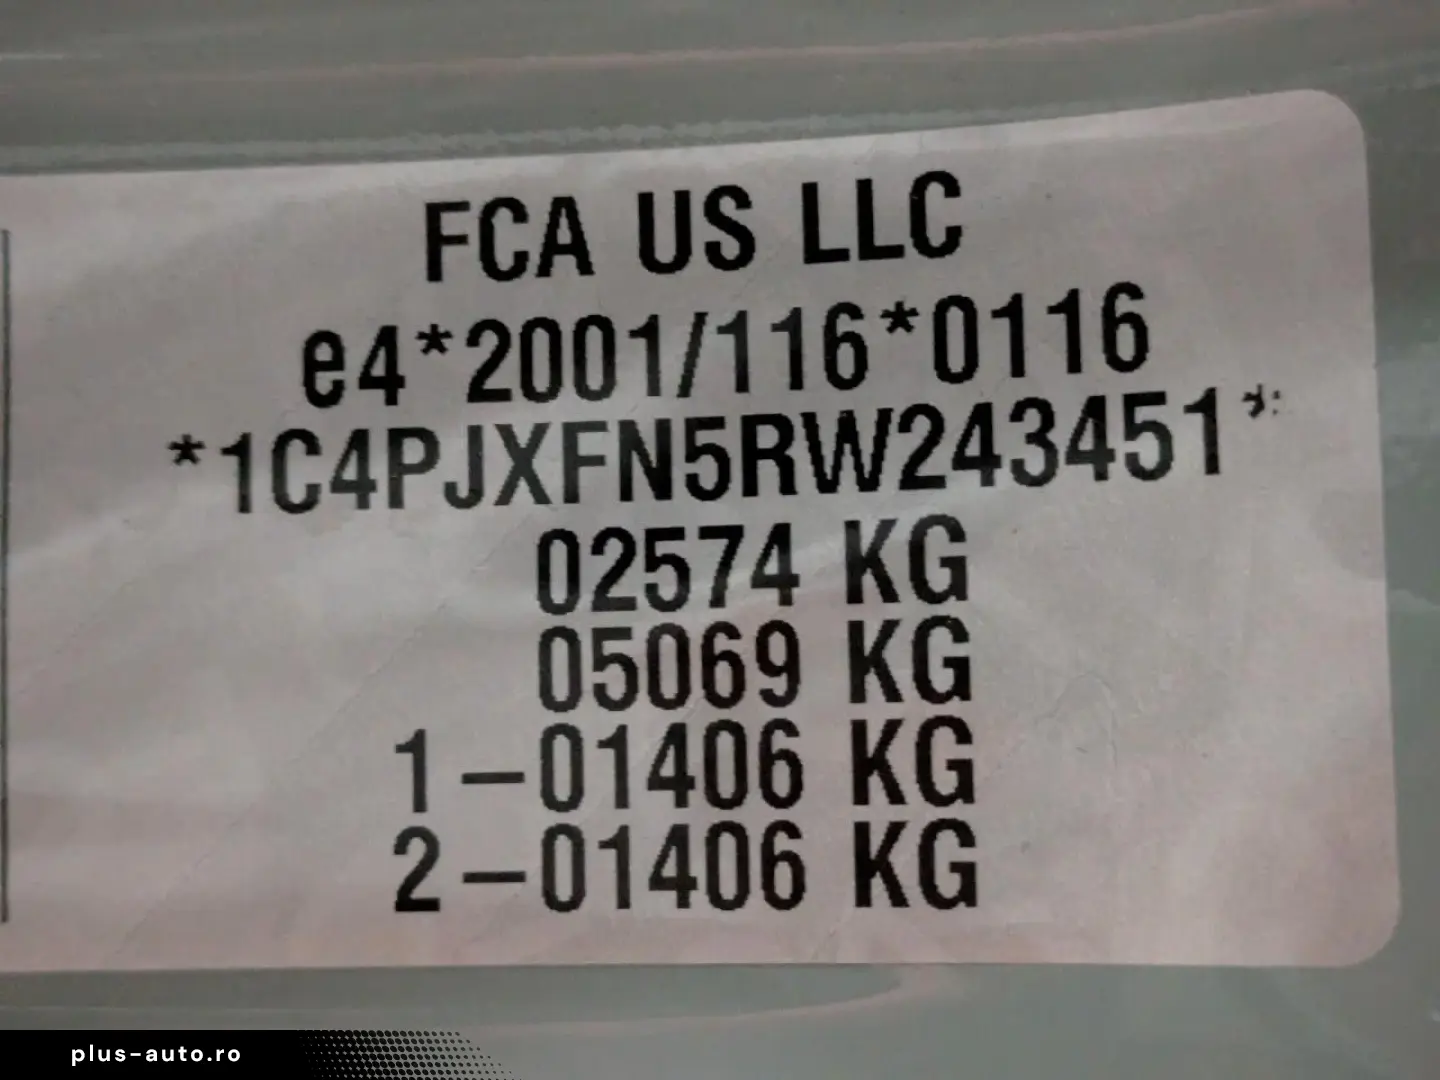 FCA US LLC
e4*2001/116*0116
*1C4PJXFN5RW243451*
02574 KG
05069 KG
1-01406 KG
2-01406 KG
plus-auto.ro